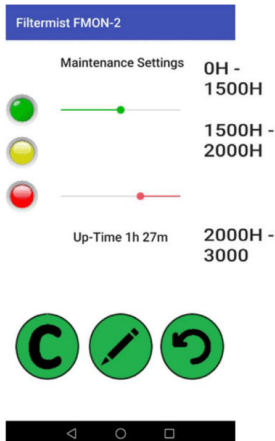 Filtermist FMON-2
Maintenance Settings
0H -
1500H
1500H -
2000H
Up-Time 1h 27m
2000H -
3000
C